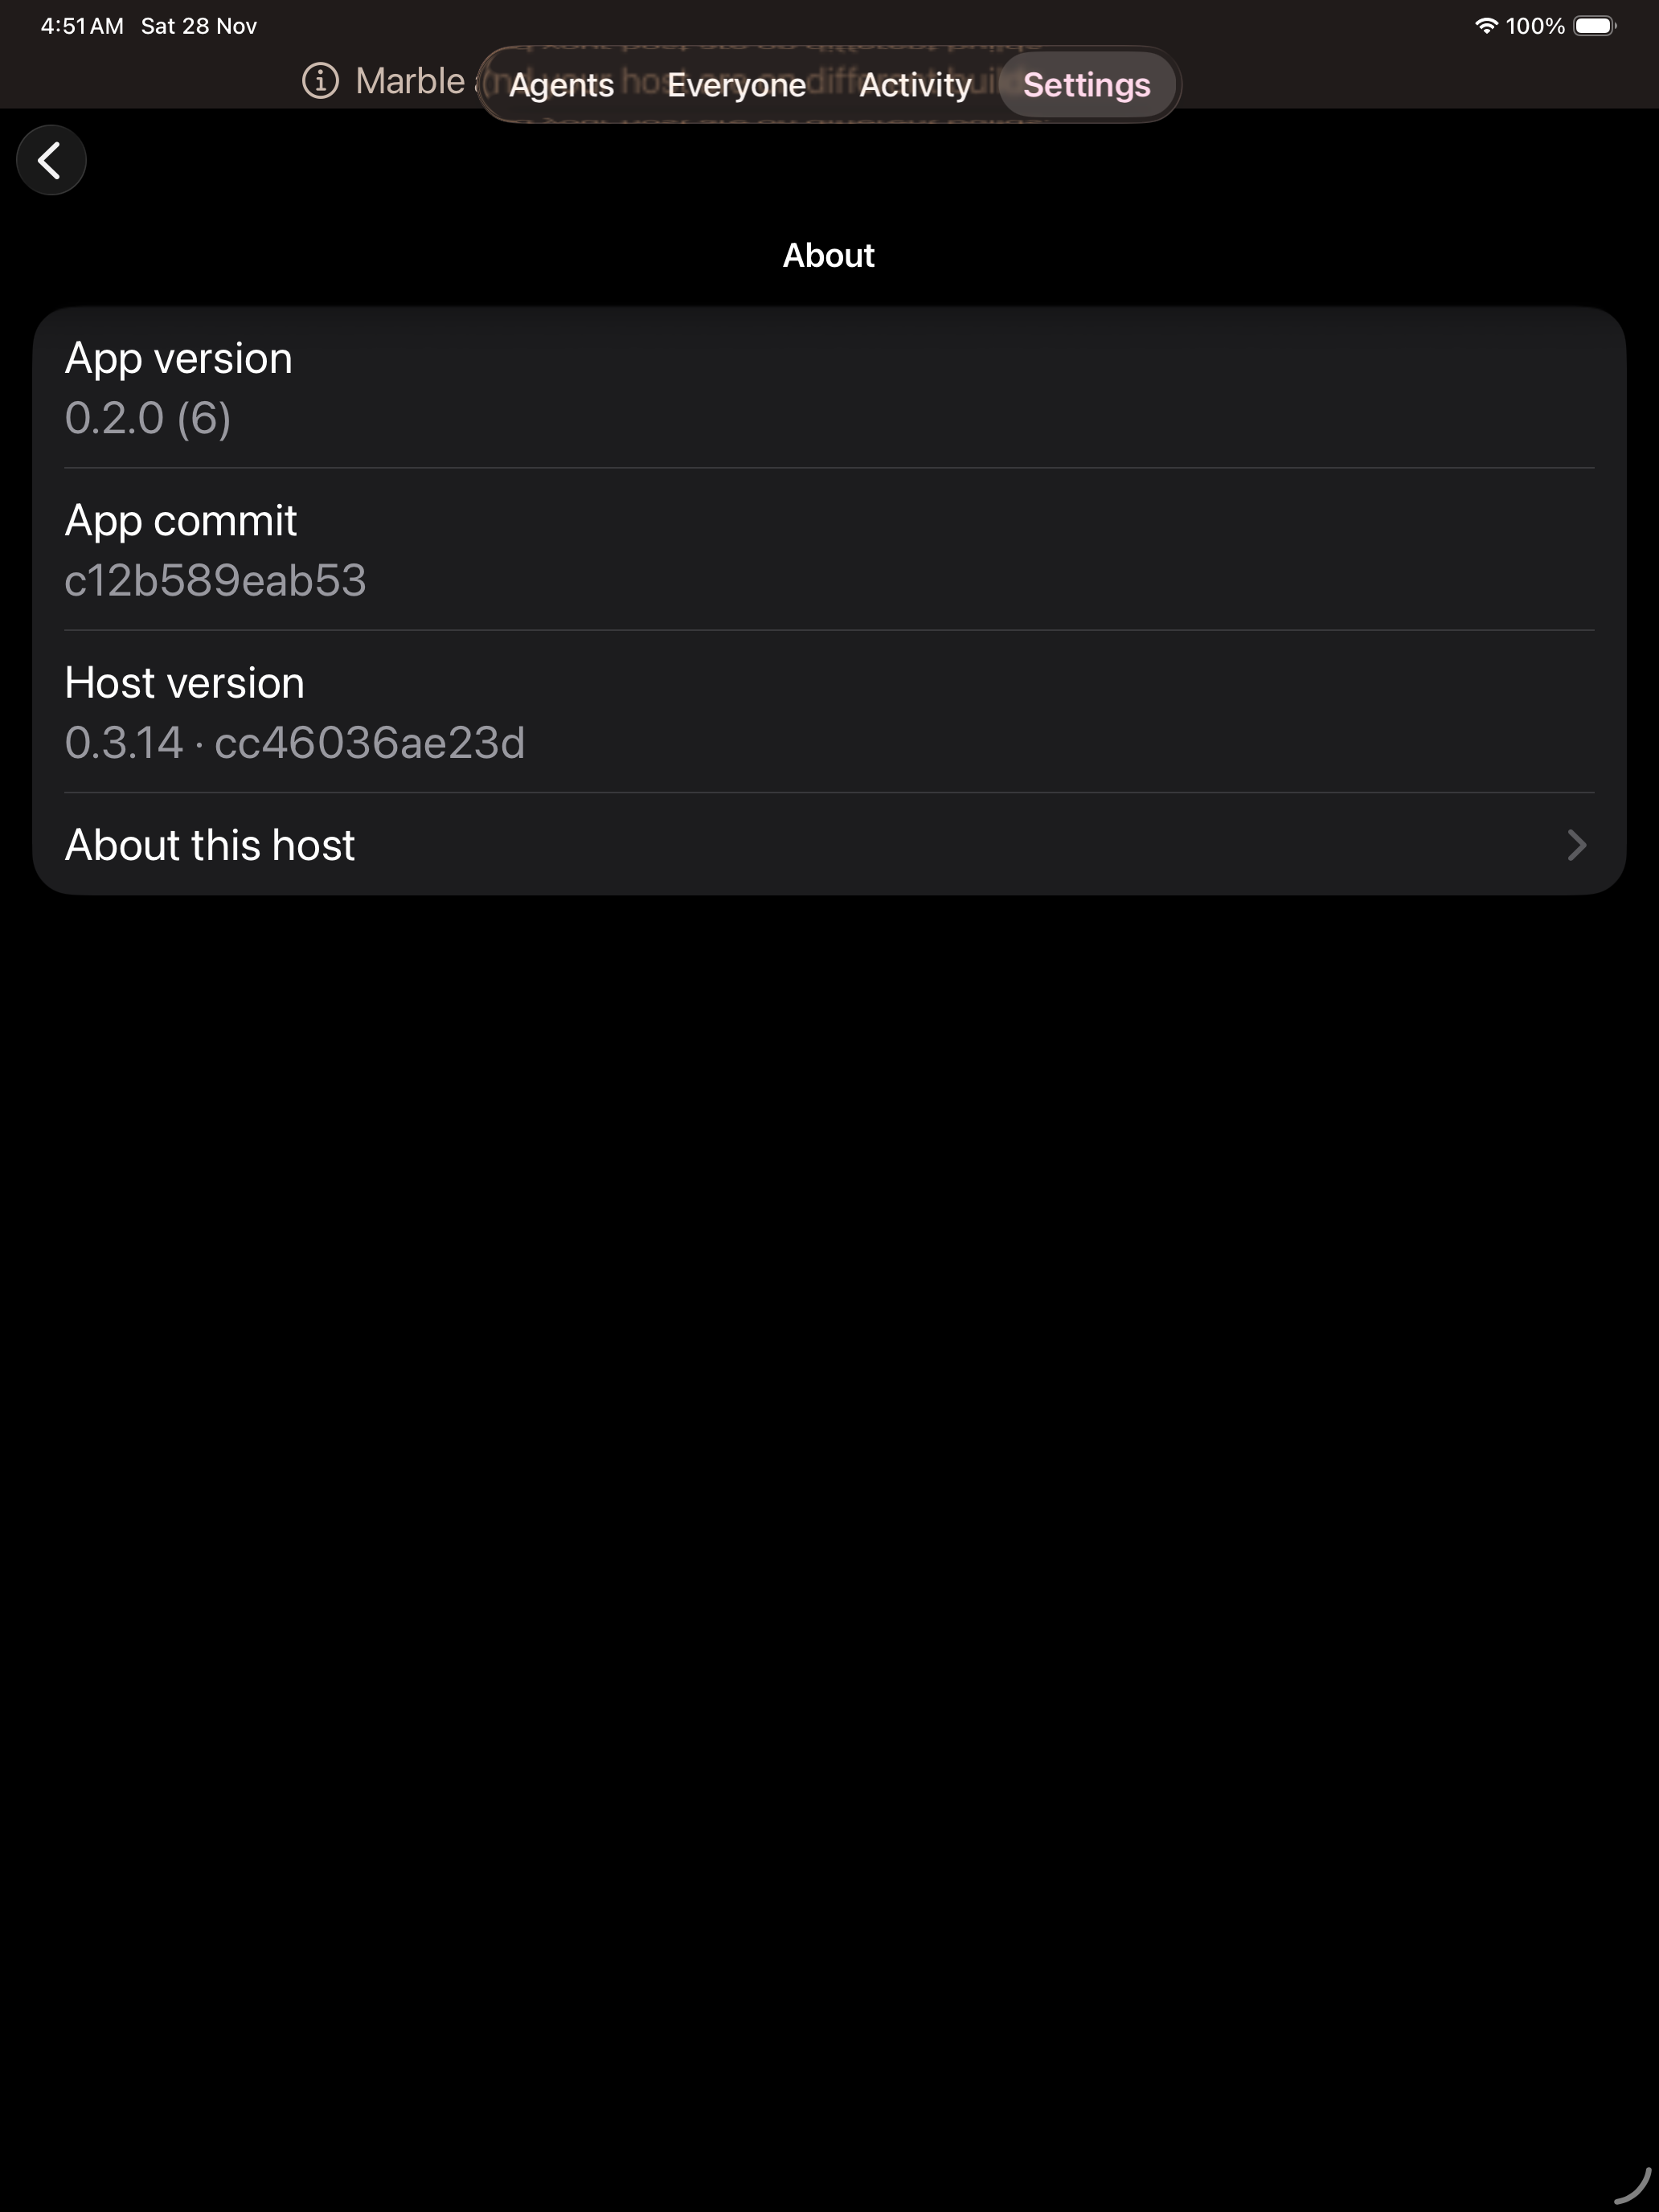 4:51 AM Sat 28 Nov
100%
Marble
Agents Everyone Activity Settings
About
App version
0.2.0 (6)
App commit
c12b589eab53
Host version
0.3.14 · cc46036ae23d
About this host